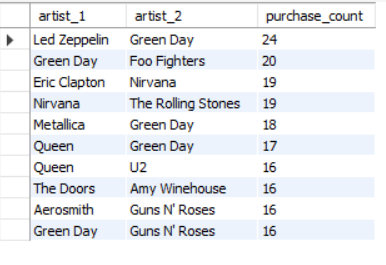 artist_1 artist_2 purchase_count
Led Zeppelin Green Day 24
Green Day Foo Fighters 20
Eric Clapton Nirvana 19
Nirvana The Rolling Stones 19
Metallica Green Day 18
Queen Green Day 17
Queen U2 16
The Doors Amy Winehouse 16
Aerosmith Guns N' Roses 16
Green Day Guns N' Roses 16